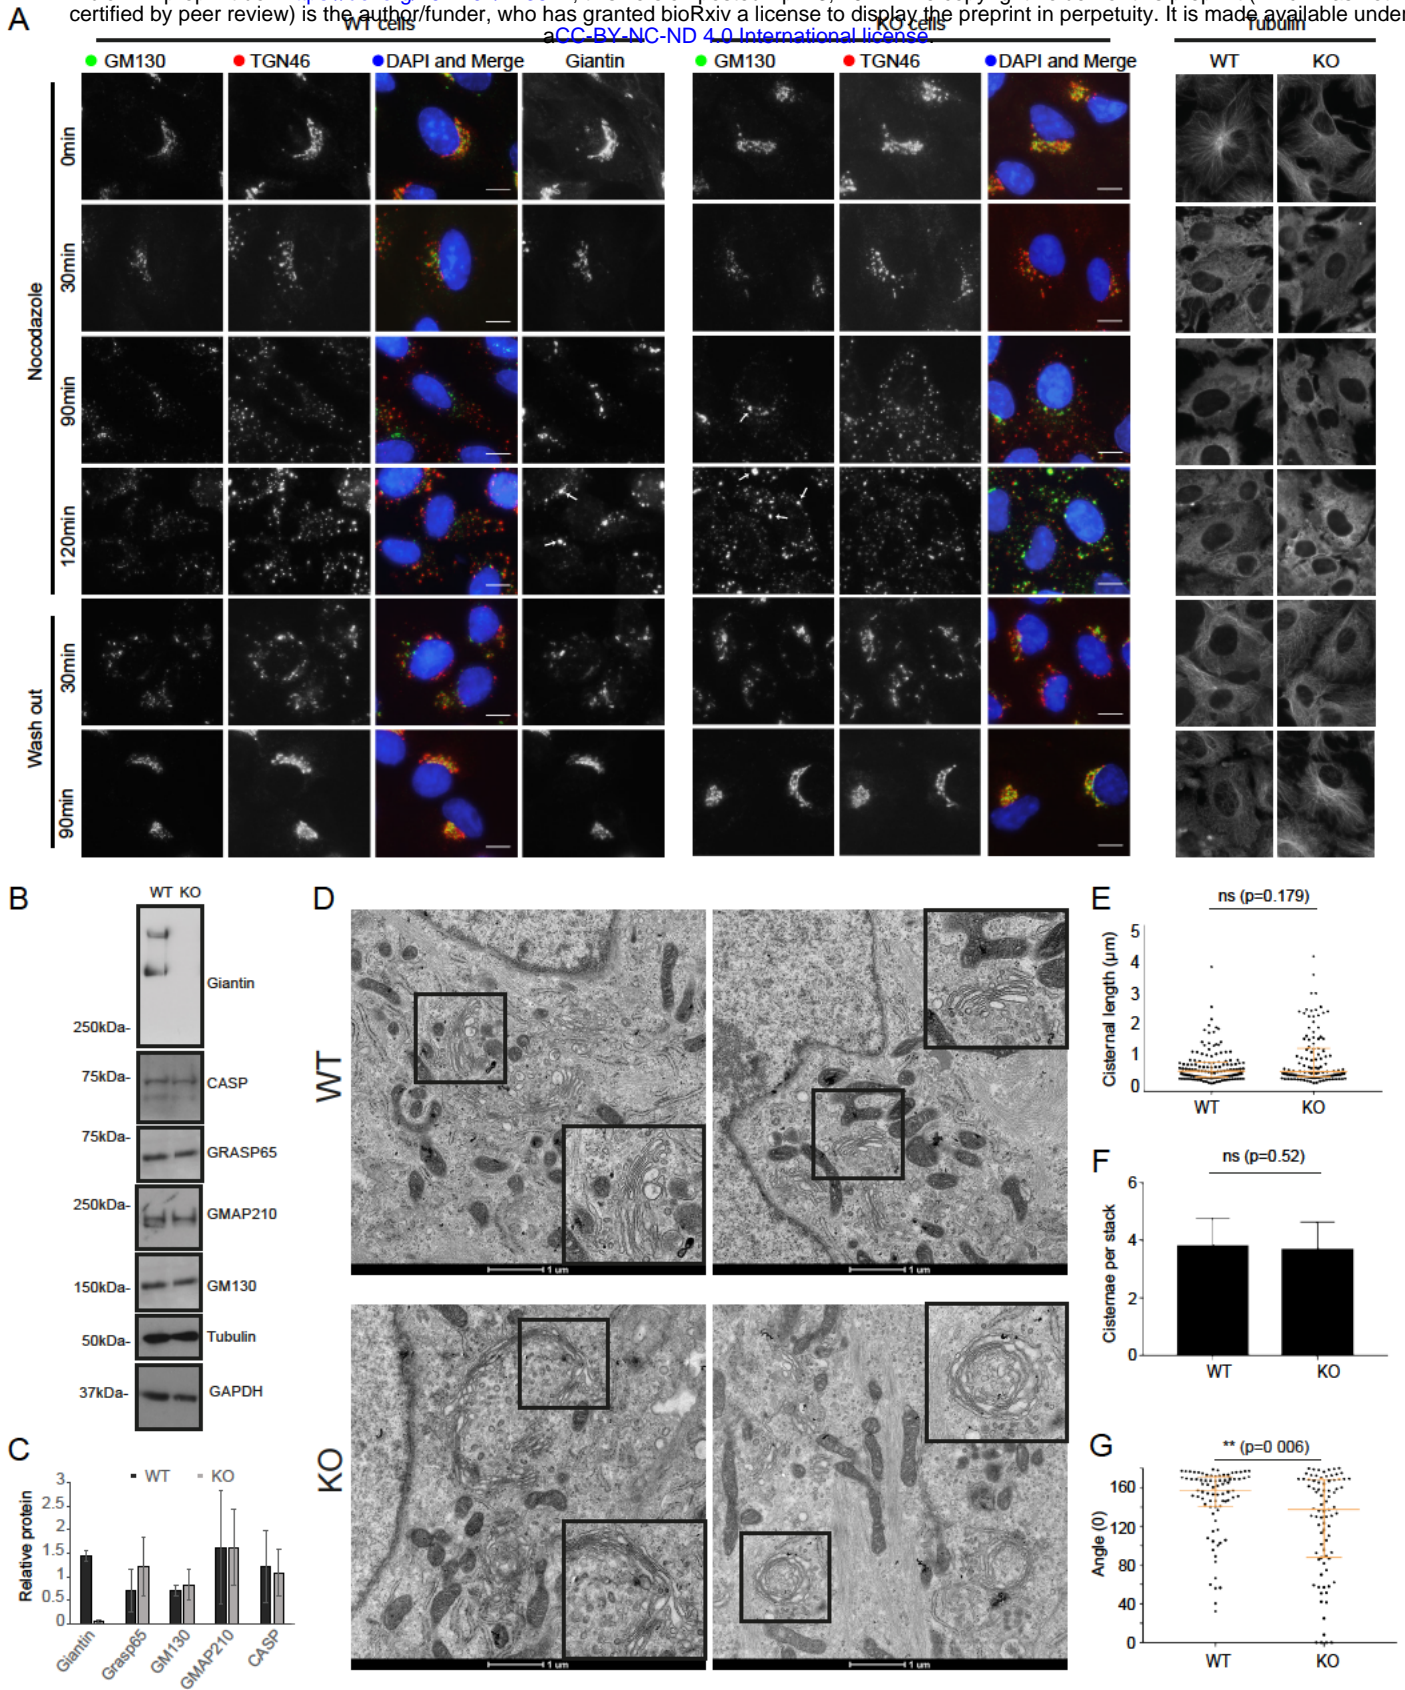 certified by peer review) is the author/funder, who has granted bioRxiv a license to display the preprint in perpetuity. It is made available under
aCC-BY-NC-ND 4.0 International license.
A
WT cells
KO cells
Tubulin
GM130
TGN46
DAPI and Merge
Giantin
GM130
TGN46
DAPI and Merge
WT
KO
Nocodazole
0min
30min
90min
120min
Wash out
30min
90min
B
WT KO
Giantin
250kDa-
75kDa-
CASP
75kDa-
GRASP65
250kDa-
GMAP210
150kDa-
GM130
50kDa-
Tubulin
37kDa-
GAPDH
C
WT
KO
Relative protein
3
2.5
2
1.5
1
0.5
0
Giantin
Grasp65
GM130
GMAP210
CASP
D
WT
1 um
1 um
KO
1 um
1 um
E
ns (p=0.179)
Cisternal length (µm)
5
4
3
2
1
0
WT
KO
F
ns (p=0.52)
Cisternae per stack
6
4
2
0
WT
KO
G
** (p=0 006)
Angle (0)
160
120
80
40
0
WT
KO